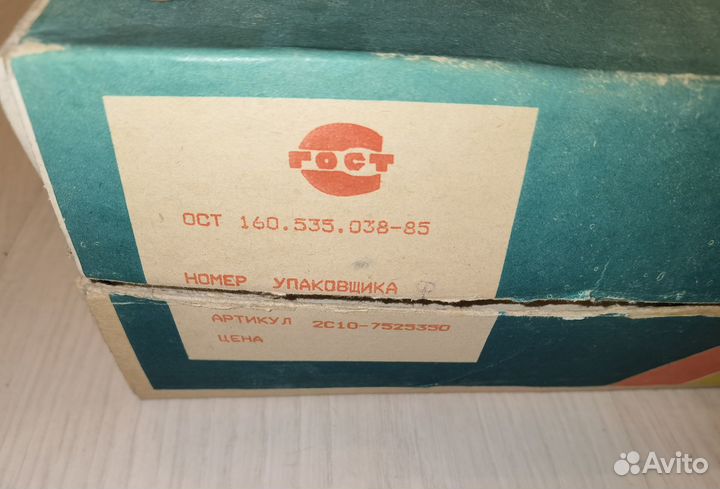 ГОСТ
ОСТ 160.535.038-85
НОМЕР УПАКОВЩИКА
АРТИКУЛ 2С10-7525350
ЦЕНА
Avito